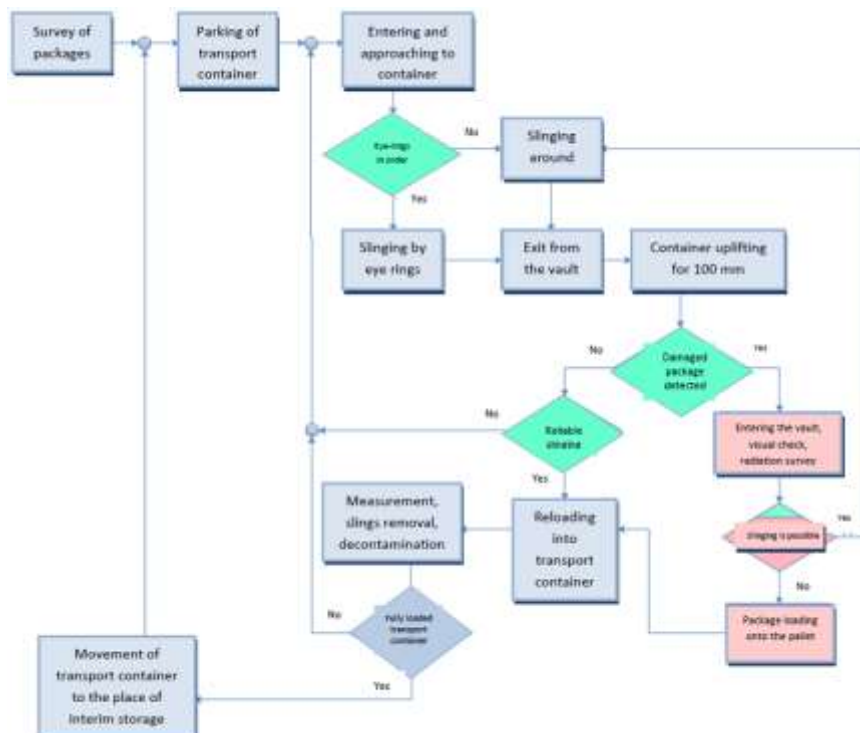 Survey of
packages
Parking of
transport
container
Entering and
approaching to
container
Eye-rings
in order
No
Slinging
around
Yes
Slinging by
eye rings
Exit from
the vault
Container uplifting
for 100 mm
No
Damaged
package
detected
Yes
No
Reliable
slinging
Entering the vault,
visual check,
radiation survey
Yes
Measurement,
slings removal,
decontamination
Reloading
into
transport
container
Slinging is possible
Yes
No
No
Fully loaded
transport
container
Package loading
onto the pallet
Yes
Movement of
transport container
to the place of
interim storage